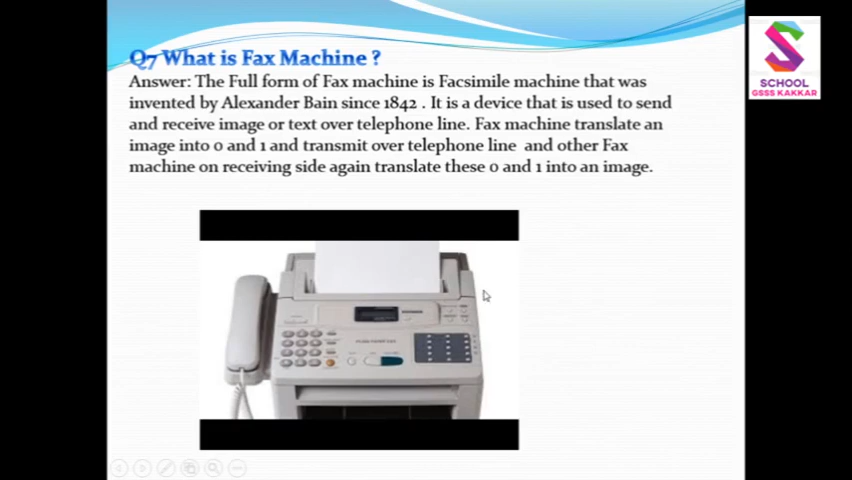 Q7 What is Fax Machine ?
Answer: The Full form of Fax machine is Facsimile machine that was
invented by Alexander Bain since 1842 . It is a device that is used to send
and receive image or text over telephone line. Fax machine translate an
image into 0 and 1 and transmit over telephone line and other Fax
machine on receiving side again translate these 0 and 1 into an image.
SCHOOL
GSSS KAKKAR